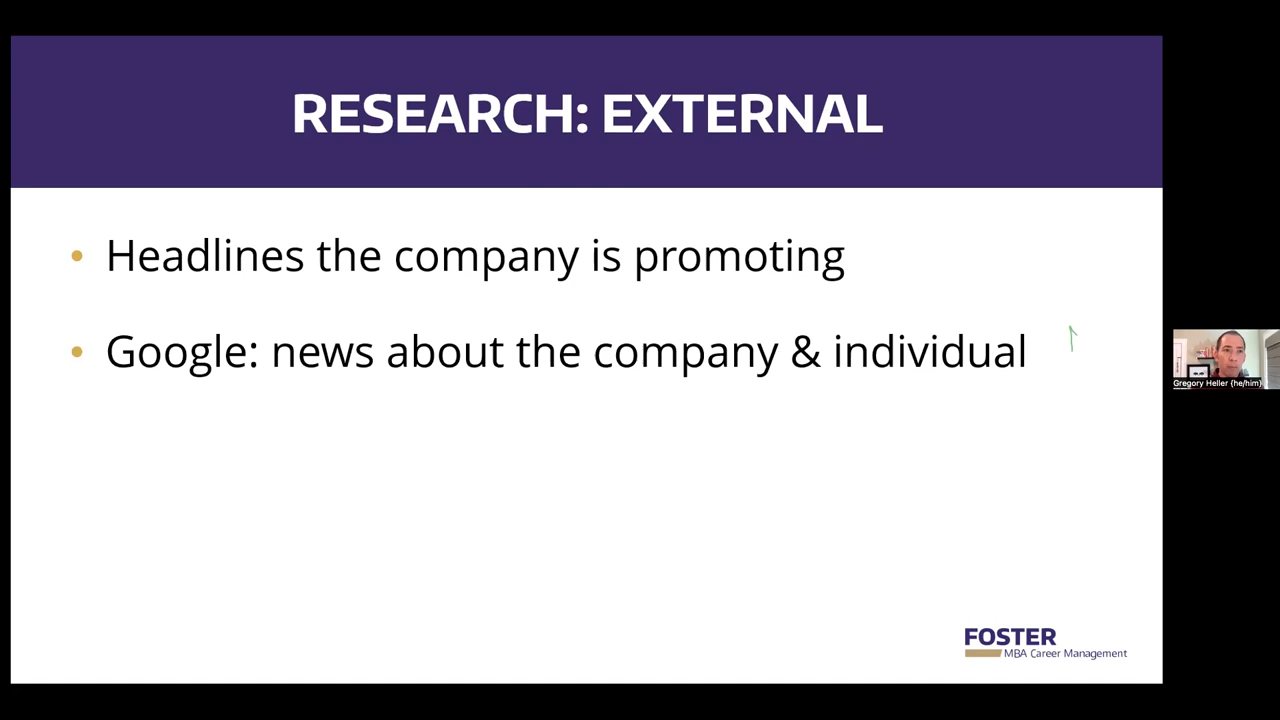 RESEARCH: EXTERNAL
• Headlines the company is promoting
• Google: news about the company & individual
Gregory Heller (he/him)
FOSTER
MBA Career Management